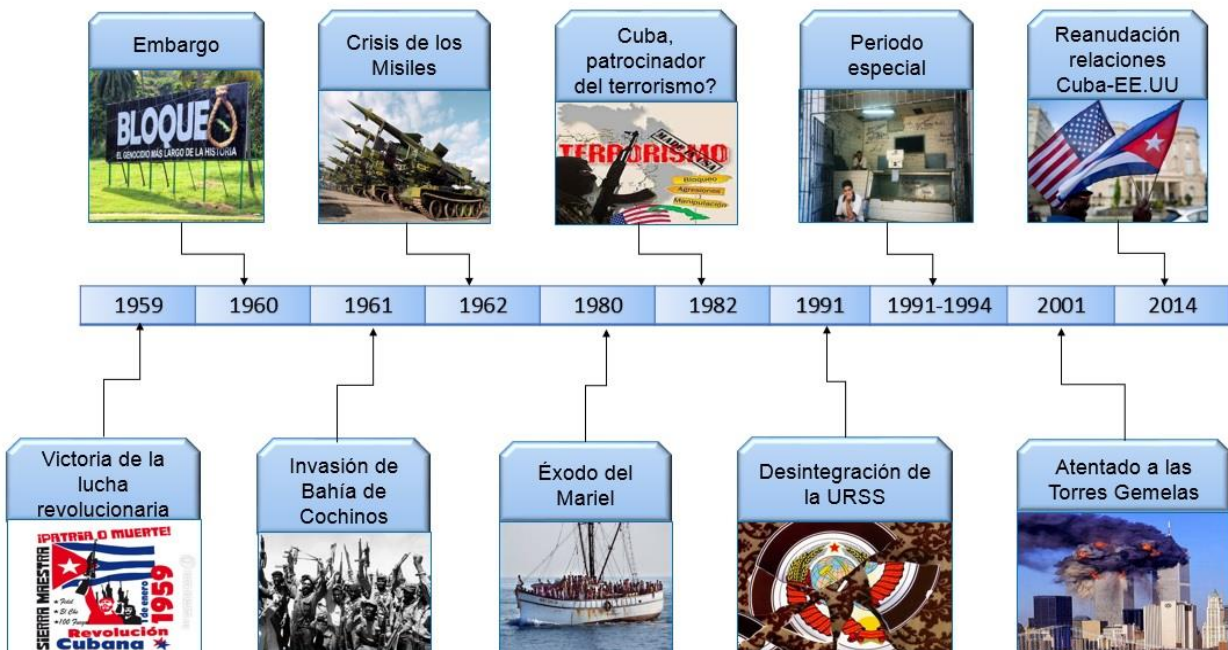 Embargo
BLOQUEO
EL GENOCIDIO MÁS LARGO DE LA HISTORIA
Crisis de los
Misiles
Cuba,
patrocinador
del terrorismo?
TERRORISMO
Bloqueo
Agresiones
Manipulación
Periodo
especial
Reanudación
relaciones
Cuba-EE.UU
1959
1960
1961
1962
1980
1982
1991
1991-1994
2001
2014
Victoria de la
lucha
revolucionaria
¡PATRIA O MUERTE!
SIERRA MAESTRA
Fidel
El Che
1 de enero
1959
Revolución
Cubana
Invasión de
Bahía de
Cochinos
Éxodo del
Mariel
Desintegración de
la URSS
Atentado a las
Torres Gemelas